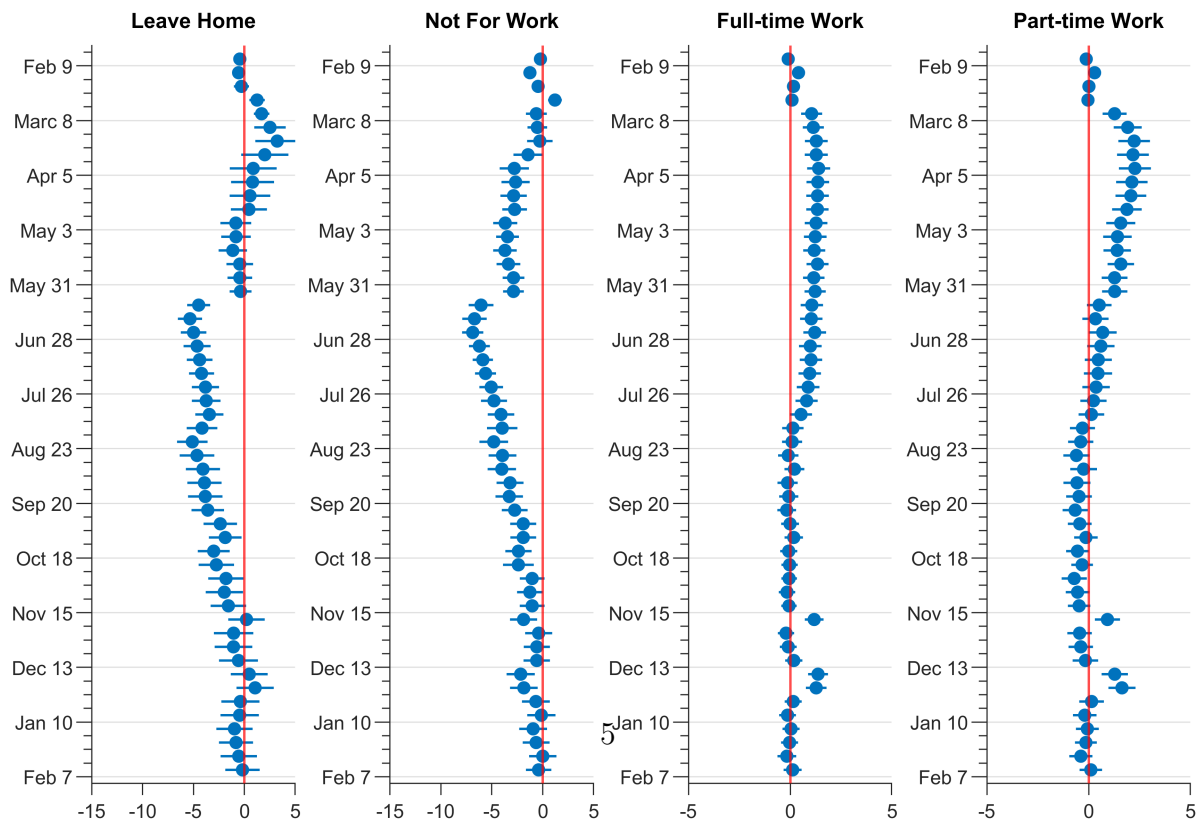 Leave Home Not For Work Full-time Work Part-time Work
Feb 9 Feb 9 Feb 9 Feb 9
Marc 8 Marc 8 Marc 8 Marc 8
Apr 5 Apr 5 Apr 5 Apr 5
May 3 May 3 May 3 May 3
May 31 May 31 May 31 May 31
Jun 28 Jun 28 Jun 28 Jun 28
Jul 26 Jul 26 Jul 26 Jul 26
Aug 23 Aug 23 Aug 23 Aug 23
Sep 20 Sep 20 Sep 20 Sep 20
Oct 18 Oct 18 Oct 18 Oct 18
Nov 15 Nov 15 Nov 15 Nov 15
Dec 13 Dec 13 Dec 13 Dec 13
Jan 10 Jan 10 Jan 10 Jan 10
5
Feb 7 Feb 7 Feb 7 Feb 7
-15 -10 -5 0 5 -15 -10 -5 0 5 -5 0 5 -5 0 5